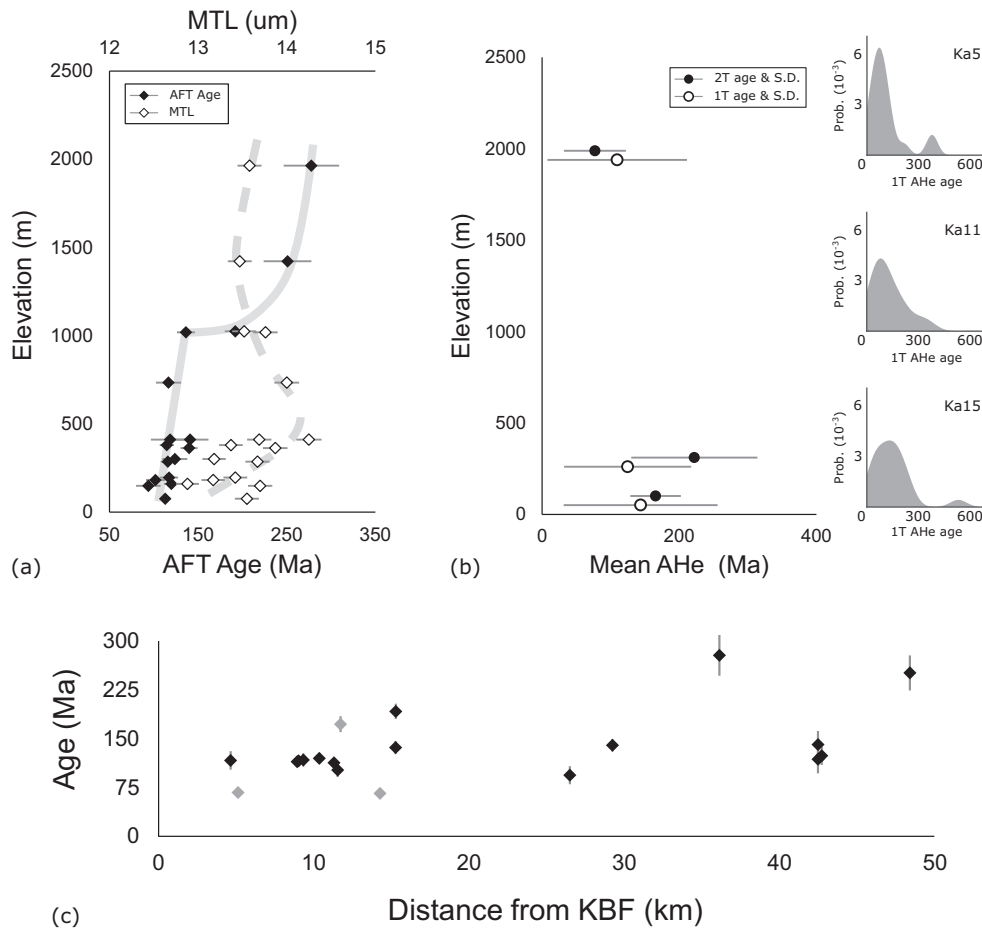 MTL (um)
12 13 14 15
2500
2000
1500
1000
500
0
Elevation (m)
AFT Age
MTL
50 150 250 350
(a) AFT Age (Ma)
2500
2000
1500
1000
500
0
Elevation (m)
2T age & S.D.
1T age & S.D.
0 200 400
(b) Mean AHe (Ma)
Ka5
6
3
Prob. (10-3)
0 300 600
1T AHe age
Ka11
6
3
Prob. (10-3)
0 300 600
1T AHe age
Ka15
6
3
Prob. (10-3)
0 300 600
1T AHe age
300
225
150
75
0
Age (Ma)
0 10 20 30 40 50
(c) Distance from KBF (km)